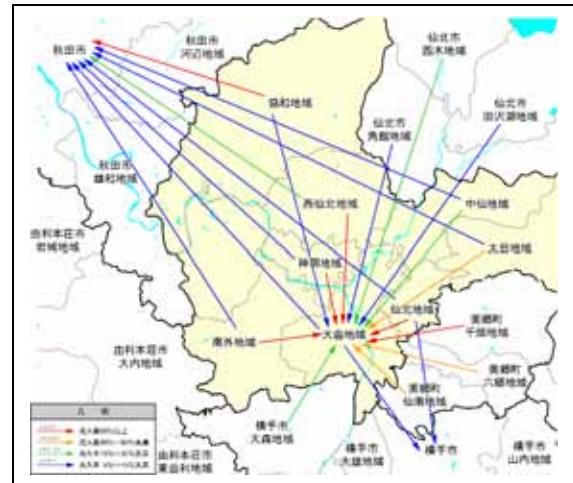 秋田市
河辺地域
仙北市
西木地域
秋田市
協和地域
仙北市
田沢湖地域
仙北市
角館地域
秋田市
雄和地域
西仙北地域
中仙地域
由利本荘市
岩城地域
太田地域
神岡地域
仙北地域
南外地域
大曲地域
美郷町
千畑地域
由利本荘市
大内地域
美郷町
六郷地域
美郷町
仙南地域
凡例
横手市
大森地域
由利本荘市
東由利地域
横手市
大雄地域
横手市
横手市
山内地域